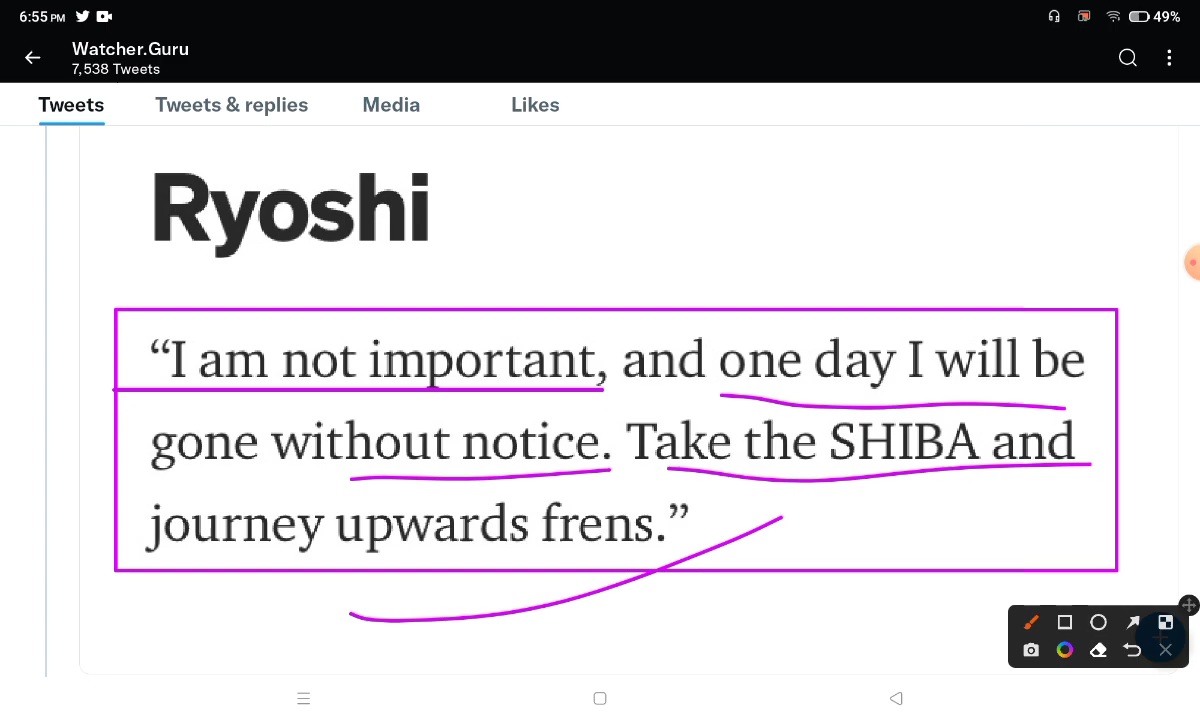 6:55 PM 49%
Watcher.Guru
7,538 Tweets
Tweets Tweets & replies Media Likes
Ryoshi
“I am not important, and one day I will be
gone without notice. Take the SHIBA and
journey upwards frens.”